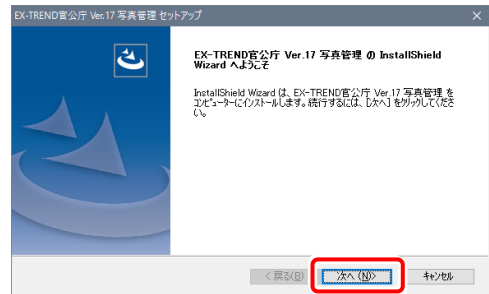 EX-TREND官公庁 Ver.17 写真管理 セットアップ
EX-TREND官公庁 Ver.17 写真管理 の InstallShield
Wizard へようこそ
InstallShield Wizard は、EX-TREND官公庁 Ver.17 写真管理 を
コンピューターにインストールします。続行するには、[次へ] をクリックしてくださ
い。
< 戻る(B)
次へ (N)>
キャンセル